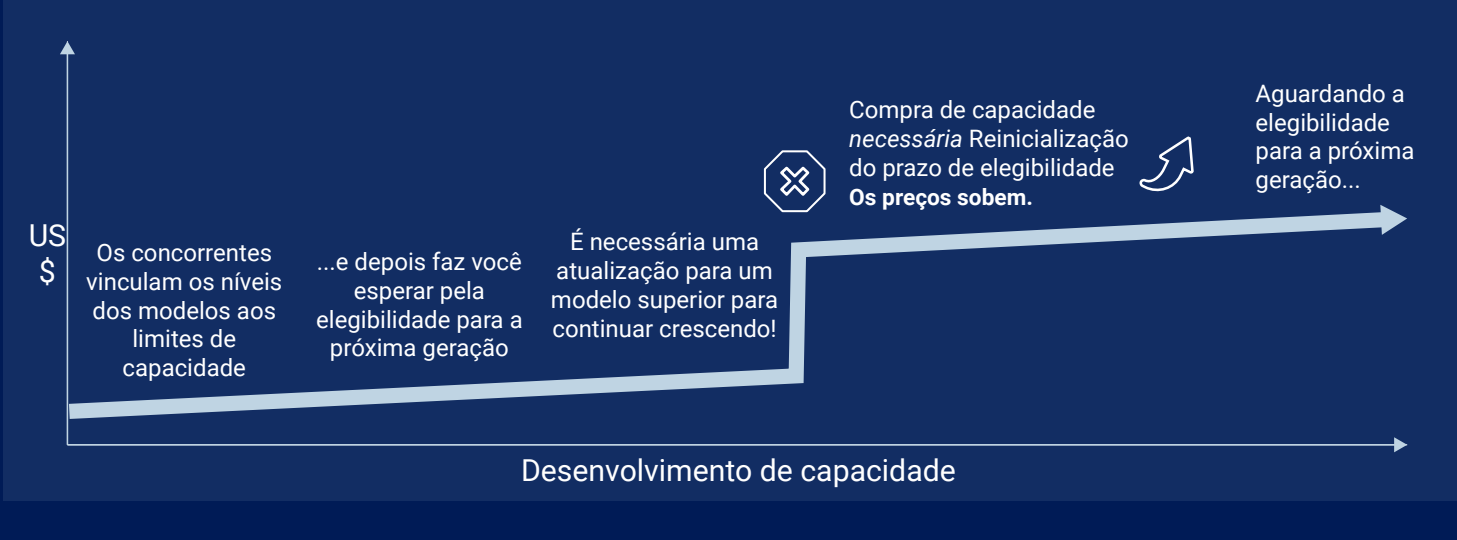 US
$
Os concorrentes
vinculam os níveis
dos modelos aos
limites de
capacidade
...e depois faz você
esperar pela
elegibilidade para a
próxima geração
É necessária uma
atualização para um
modelo superior para
continuar crescendo!
Compra de capacidade
necessária Reinicialização
do prazo de elegibilidade
Os preços sobem.
Aguardando a
elegibilidade
para a próxima
geração...
Desenvolvimento de capacidade